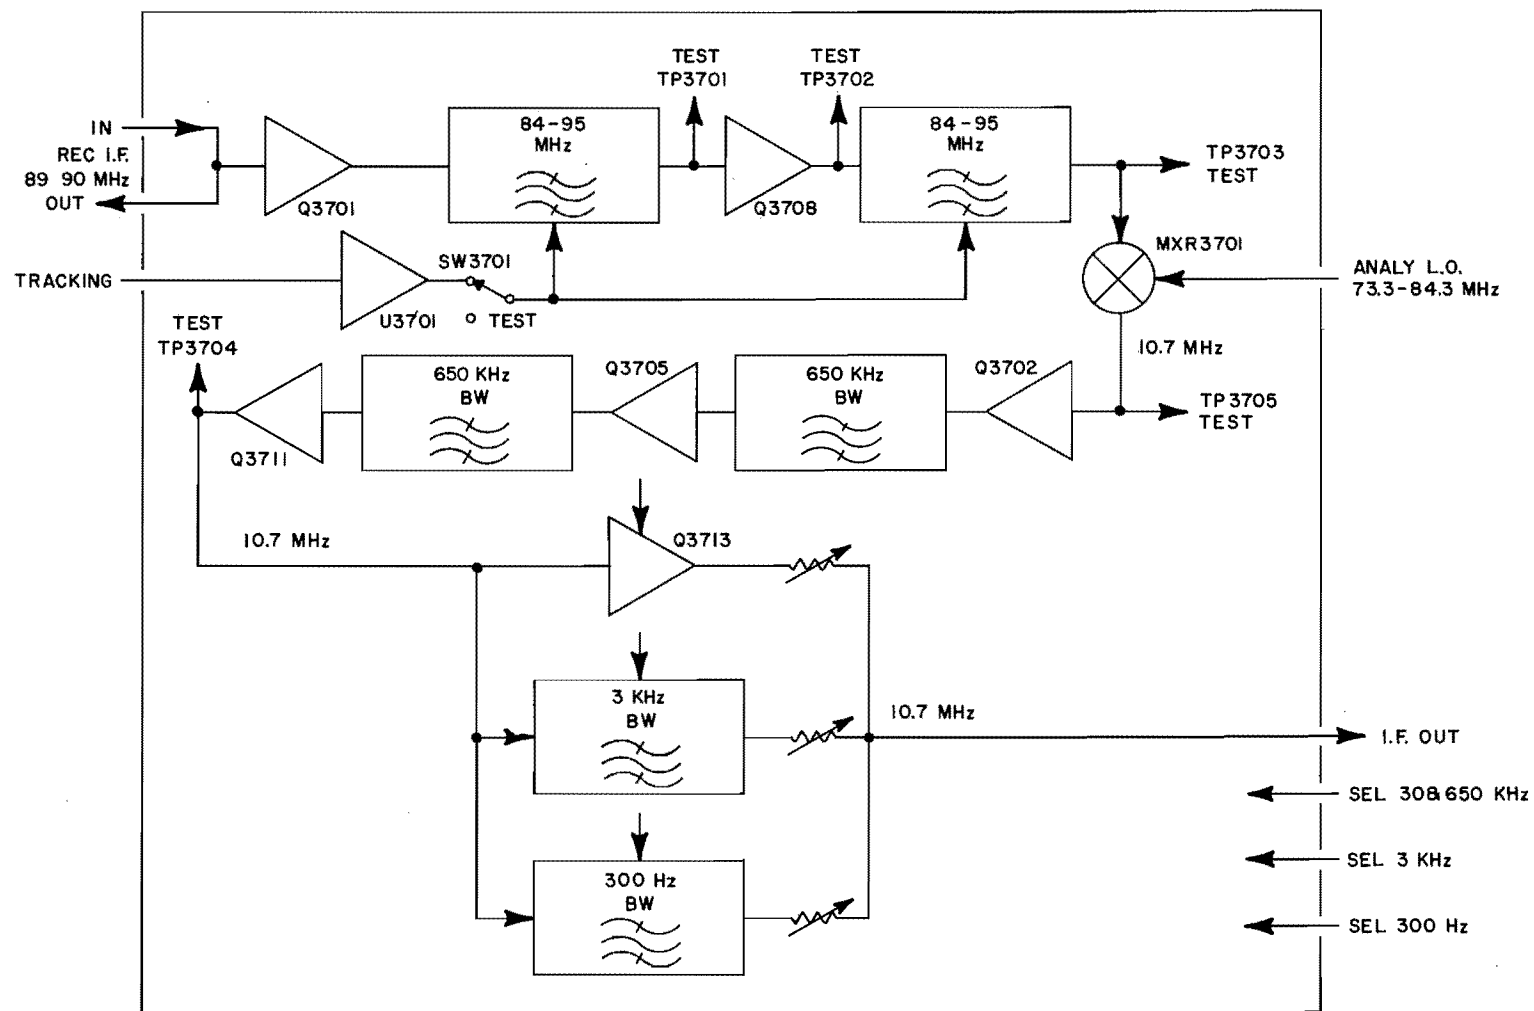 TEST
TP3701
TEST
TP3702
IN
REC I.F.
89 90 MHz
OUT
Q3701
84-95
MHz
Q3708
84-95
MHz
TP3703
TEST
MXR3701
TRACKING
U3701
SW3701
TEST
ANALY L.O.
73.3-84.3 MHz
10.7 MHz
TEST
TP3704
Q3711
650 KHz
BW
Q3705
650 KHz
BW
Q3702
TP3705
TEST
10.7 MHz
Q3713
3 KHz
BW
10.7 MHz
I.F. OUT
300 Hz
BW
SEL 30&650 KHz
SEL 3 KHz
SEL 300 Hz